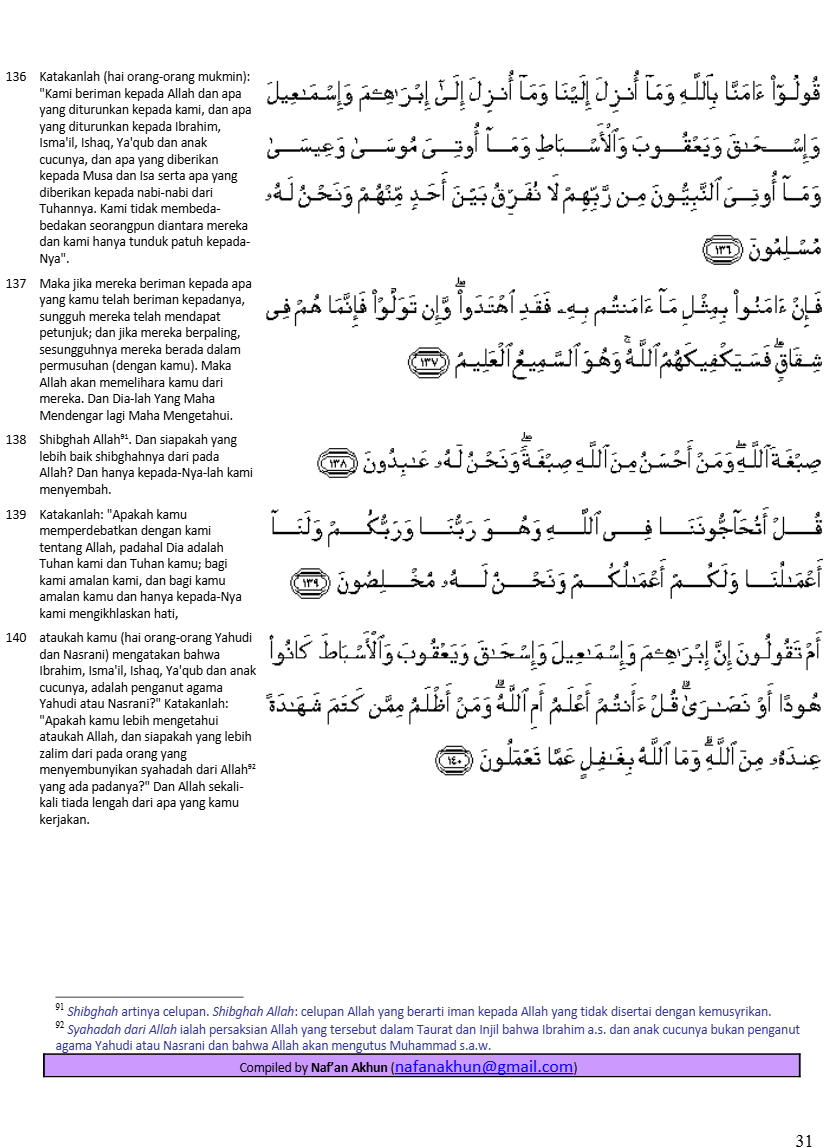 136 Katakanlah (hai orang-orang mukmin):
"Kami beriman kepada Allah dan apa
yang diturunkan kepada kami, dan apa
yang diturunkan kepada Ibrahim,
Isma'il, Ishaq, Ya'qub dan anak
cucunya, dan apa yang diberikan
kepada Musa dan Isa serta apa yang
diberikan kepada nabi-nabi dari
Tuhannya. Kami tidak membeda-
bedakan seorangpun diantara mereka
dan kami hanya tunduk patuh kepada-
Nya".
قُولُوٓا۟ ءَامَنَّا بِٱللَّهِ وَمَآ أُنزِلَ إِلَيْنَا وَمَآ أُنزِلَ إِلَىٰٓ إِبْرَٰهِـۧمَ وَإِسْمَـٰعِيلَ
وَإِسْحَـٰقَ وَيَعْقُوبَ وَٱلْأَسْبَاطِ وَمَآ أُوتِىَ مُوسَىٰ وَعِيسَىٰ
وَمَآ أُوتِىَ ٱلنَّبِيُّونَ مِن رَّبِّهِمْ لَا نُفَرِّقُ بَيْنَ أَحَدٍ مِّنْهُمْ وَنَحْنُ لَهُۥ
مُسْلِمُونَ ١٣٦
137 Maka jika mereka beriman kepada apa
yang kamu telah beriman kepadanya,
sungguh mereka telah mendapat
petunjuk; dan jika mereka berpaling,
sesungguhnya mereka berada dalam
permusuhan (dengan kamu). Maka
Allah akan memelihara kamu dari
mereka. Dan Dia-lah Yang Maha
Mendengar lagi Maha Mengetahui.
فَإِنْ ءَامَنُوا۟ بِمِثْلِ مَآ ءَامَنتُم بِهِۦ فَقَدِ ٱهْتَدَوا۟ ۖ وَّإِن تَوَلَّوْا۟ فَإِنَّمَا هُمْ فِى
شِقَاقٍ ۖ فَسَيَكْفِيكَهُمُ ٱللَّهُ ۚ وَهُوَ ٱلسَّمِيعُ ٱلْعَلِيمُ ١٣٧
138 Shibghah Allah⁹¹. Dan siapakah yang
lebih baik shibghahnya dari pada
Allah? Dan hanya kepada-Nya-lah kami
menyembah.
صِبْغَةَ ٱللَّهِ ۖ وَمَنْ أَحْسَنُ مِنَ ٱللَّهِ صِبْغَةً ۖ وَنَحْنُ لَهُۥ عَـٰبِدُونَ ١٣٨
139 Katakanlah: "Apakah kamu
memperdebatkan dengan kami
tentang Allah, padahal Dia adalah
Tuhan kami dan Tuhan kamu; bagi
kami amalan kami, dan bagi kamu
amalan kamu dan hanya kepada-Nya
kami mengikhlaskan hati,
قُلْ أَتُحَآجُّونَنَا فِى ٱللَّهِ وَهُوَ رَبُّنَا وَرَبُّكُمْ وَلَنَآ
أَعْمَـٰلُنَا وَلَكُمْ أَعْمَـٰلُكُمْ وَنَحْنُ لَهُۥ مُخْلِصُونَ ١٣٩
140 ataukah kamu (hai orang-orang Yahudi
dan Nasrani) mengatakan bahwa
Ibrahim, Isma'il, Ishaq, Ya'qub dan anak
cucunya, adalah penganut agama
Yahudi atau Nasrani?" Katakanlah:
"Apakah kamu lebih mengetahui
ataukah Allah, dan siapakah yang lebih
zalim dari pada orang yang
menyembunyikan syahadah dari Allah⁹²
yang ada padanya?" Dan Allah sekali-
kali tiada lengah dari apa yang kamu
kerjakan.
أَمْ تَقُولُونَ إِنَّ إِبْرَٰهِـۧمَ وَإِسْمَـٰعِيلَ وَإِسْحَـٰقَ وَيَعْقُوبَ وَٱلْأَسْبَاطَ كَانُوا۟
هُودًا أَوْ نَصَـٰرَىٰ ۗ قُلْ ءَأَنتُمْ أَعْلَمُ أَمِ ٱللَّهُ ۗ وَمَنْ أَظْلَمُ مِمَّن كَتَمَ شَهَـٰدَةً
عِندَهُۥ مِنَ ٱللَّهِ ۗ وَمَا ٱللَّهُ بِغَـٰفِلٍ عَمَّا تَعْمَلُونَ ١٤٠
⁹¹ Shibghah artinya celupan. Shibghah Allah: celupan Allah yang berarti iman kepada Allah yang tidak disertai dengan kemusyrikan.
⁹² Syahadah dari Allah ialah persaksian Allah yang tersebut dalam Taurat dan Injil bahwa Ibrahim a.s. dan anak cucunya bukan penganut
agama Yahudi atau Nasrani dan bahwa Allah akan mengutus Muhammad s.a.w.
Compiled by Naf'an Akhun (nafanakhun@gmail.com)
31